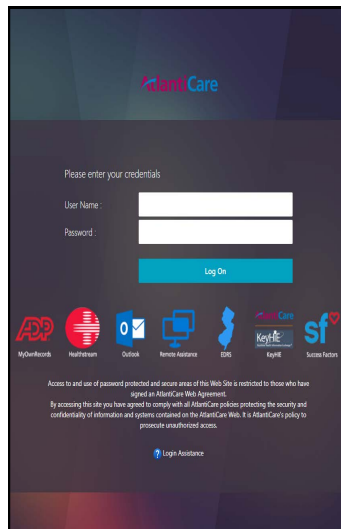 AtlantiCare
Please enter your credentials
User Name :
Password :
Log On
ADP
O
AtlantiCare
KeyHIE
sf
MyOwnRecords Healthstream Outlook Remote Assistance EDRS KeyHIE Success Factors
Access to and use of password protected and secure areas of this Web Site is restricted to those who have
signed an AtlantiCare Web Agreement.
By accessing this site you have agreed to comply with all AtlantiCare policies protecting the security and
confidentiality of information and systems contained on the AtlantiCare Web. It is AtlantiCare's policy to
prosecute unauthorized access.
? Login Assistance